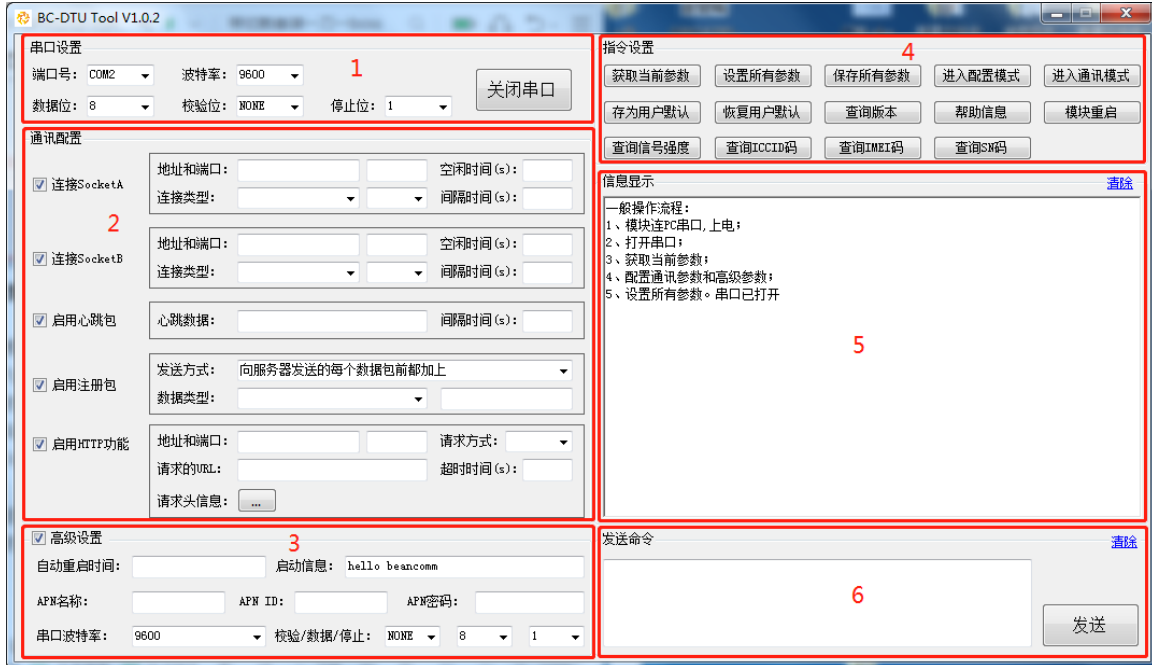 BC-DTU Tool V1.0.2
串口设置
1
端口号: COM2 波特率: 9600
关闭串口
数据位: 8 校验位: NONE 停止位: 1
通讯配置
2
连接SocketA
地址和端口: 空闲时间(s):
连接类型: 间隔时间(s):
连接SocketB
地址和端口: 空闲时间(s):
连接类型: 间隔时间(s):
启用心跳包
心跳数据: 间隔时间(s):
启用注册包
发送方式: 向服务器发送的每个数据包前都加上
数据类型:
启用HTTP功能
地址和端口: 请求方式:
请求的URL: 超时时间(s):
请求头信息: ...
高级设置
3
自动重启时间: 启动信息: hello beancomm
APN名称: APN ID: APN密码:
串口波特率: 9600 校验/数据/停止: NONE 8 1
指令设置
4
获取当前参数 设置所有参数 保存所有参数 进入配置模式 进入通讯模式
存为用户默认 恢复用户默认 查询版本 帮助信息 模块重启
查询信号强度 查询ICCID码 查询IMEI码 查询SN码
信息显示 清除
一般操作流程:
1、模块连PC串口,上电;
2、打开串口;
3、获取当前参数;
4、配置通讯参数和高级参数;
5、设置所有参数。串口已打开
5
发送命令 清除
6
发送